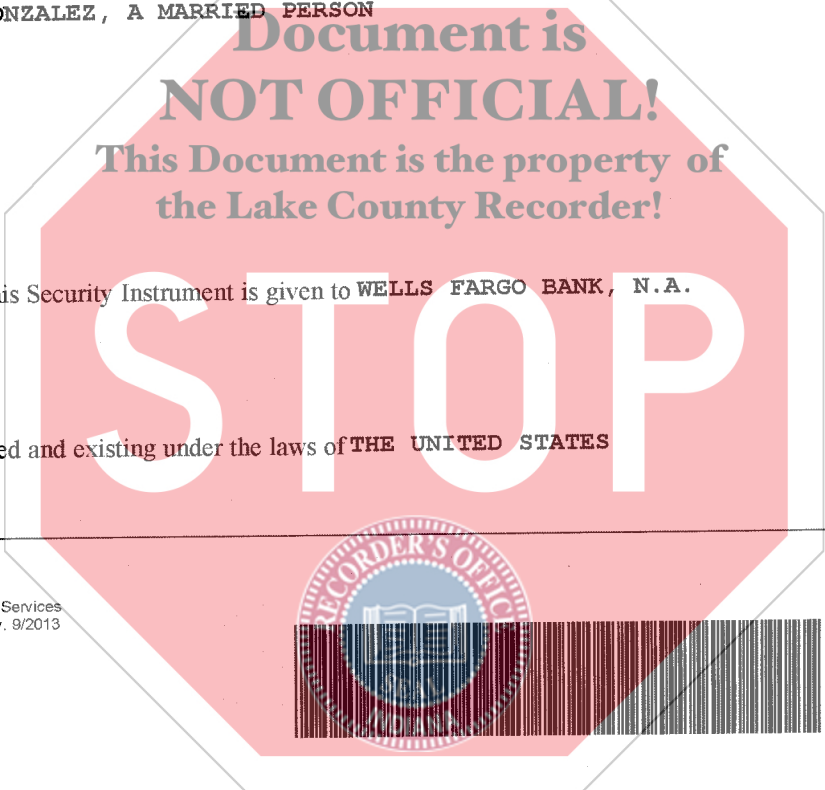 ONZALEZ, A MARRIED PERSON
Document is
NOT OFFICIAL!
This Document is the property of
the Lake County Recorder!
is Security Instrument is given to WELLS FARGO BANK, N.A.
STOP
ed and existing under the laws of THE UNITED STATES
RECORDER'S OFFICE
Services
. 9/2013
SEAL
INDIANA